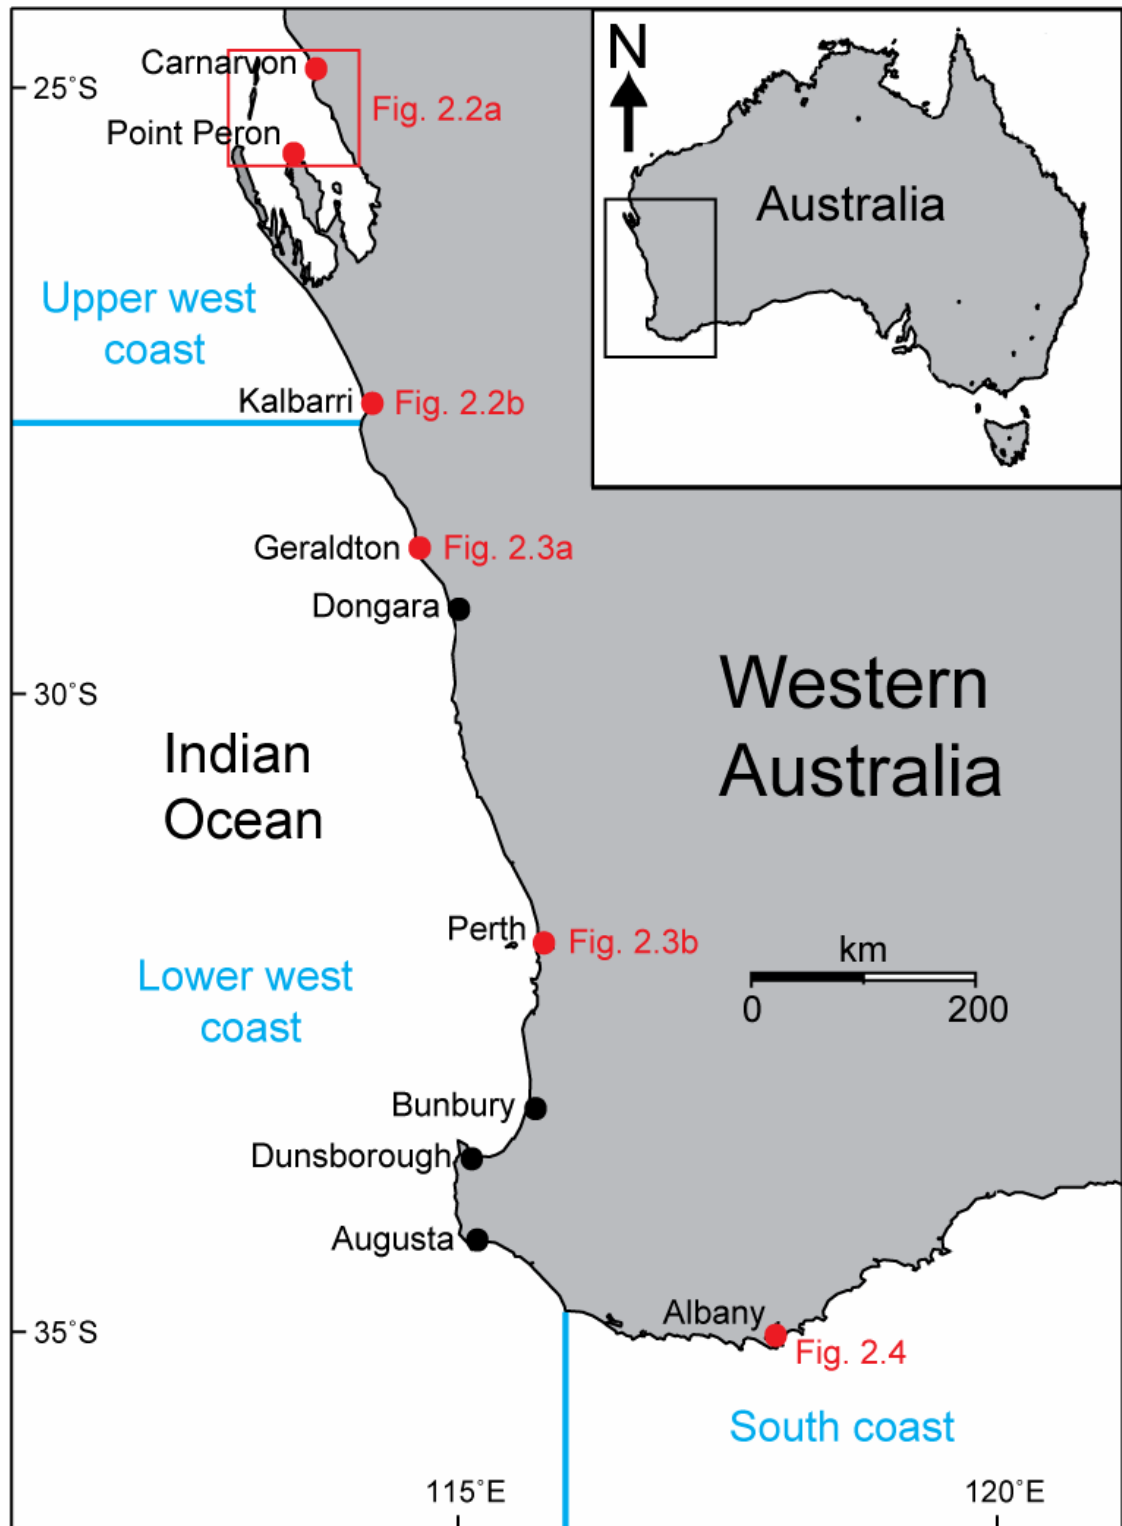 Carnarvon
25°S
Fig. 2.2a
Point Peron
N
Australia
Upper west
coast
Kalbarri
Fig. 2.2b
Geraldton
Fig. 2.3a
Dongara
30°S
Western
Australia
Indian
Ocean
Perth
Fig. 2.3b
km
0
200
Lower west
coast
Bunbury
Dunsborough
Augusta
Albany
35°S
Fig. 2.4
South coast
115°E
120°E